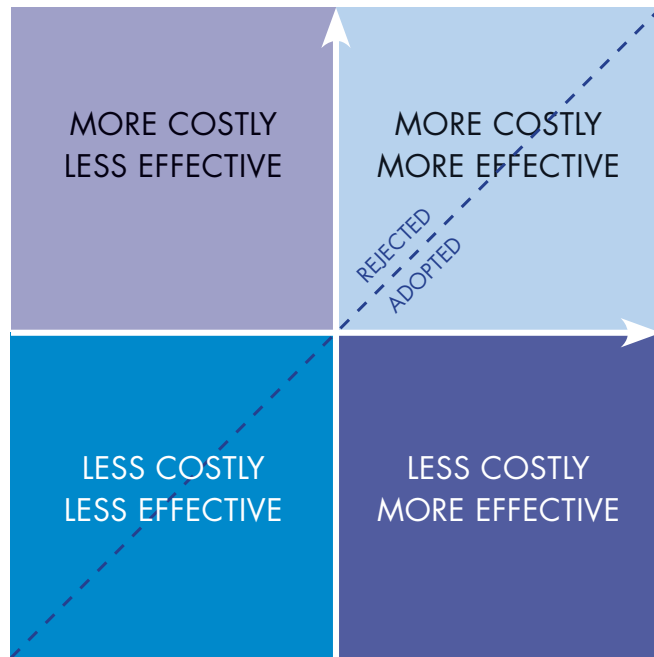 MORE COSTLY
LESS EFFECTIVE
MORE COSTLY
MORE EFFECTIVE
REJECTED
ADOPTED
LESS COSTLY
LESS EFFECTIVE
LESS COSTLY
MORE EFFECTIVE